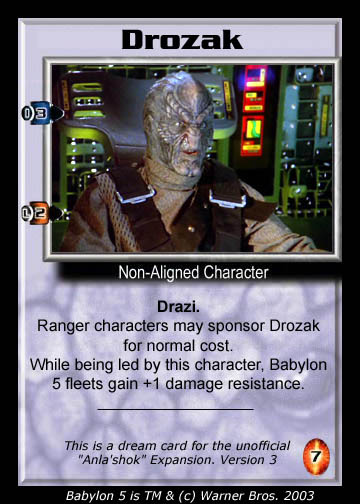 Drozak
D 3
L 2
Non-Aligned Character
Drazi.
Ranger characters may sponsor Drozak
for normal cost.
While being led by this character, Babylon
5 fleets gain +1 damage resistance.
This is a dream card for the unofficial
"Anla'shok" Expansion. Version 3
7
Babylon 5 is TM & (c) Warner Bros. 2003